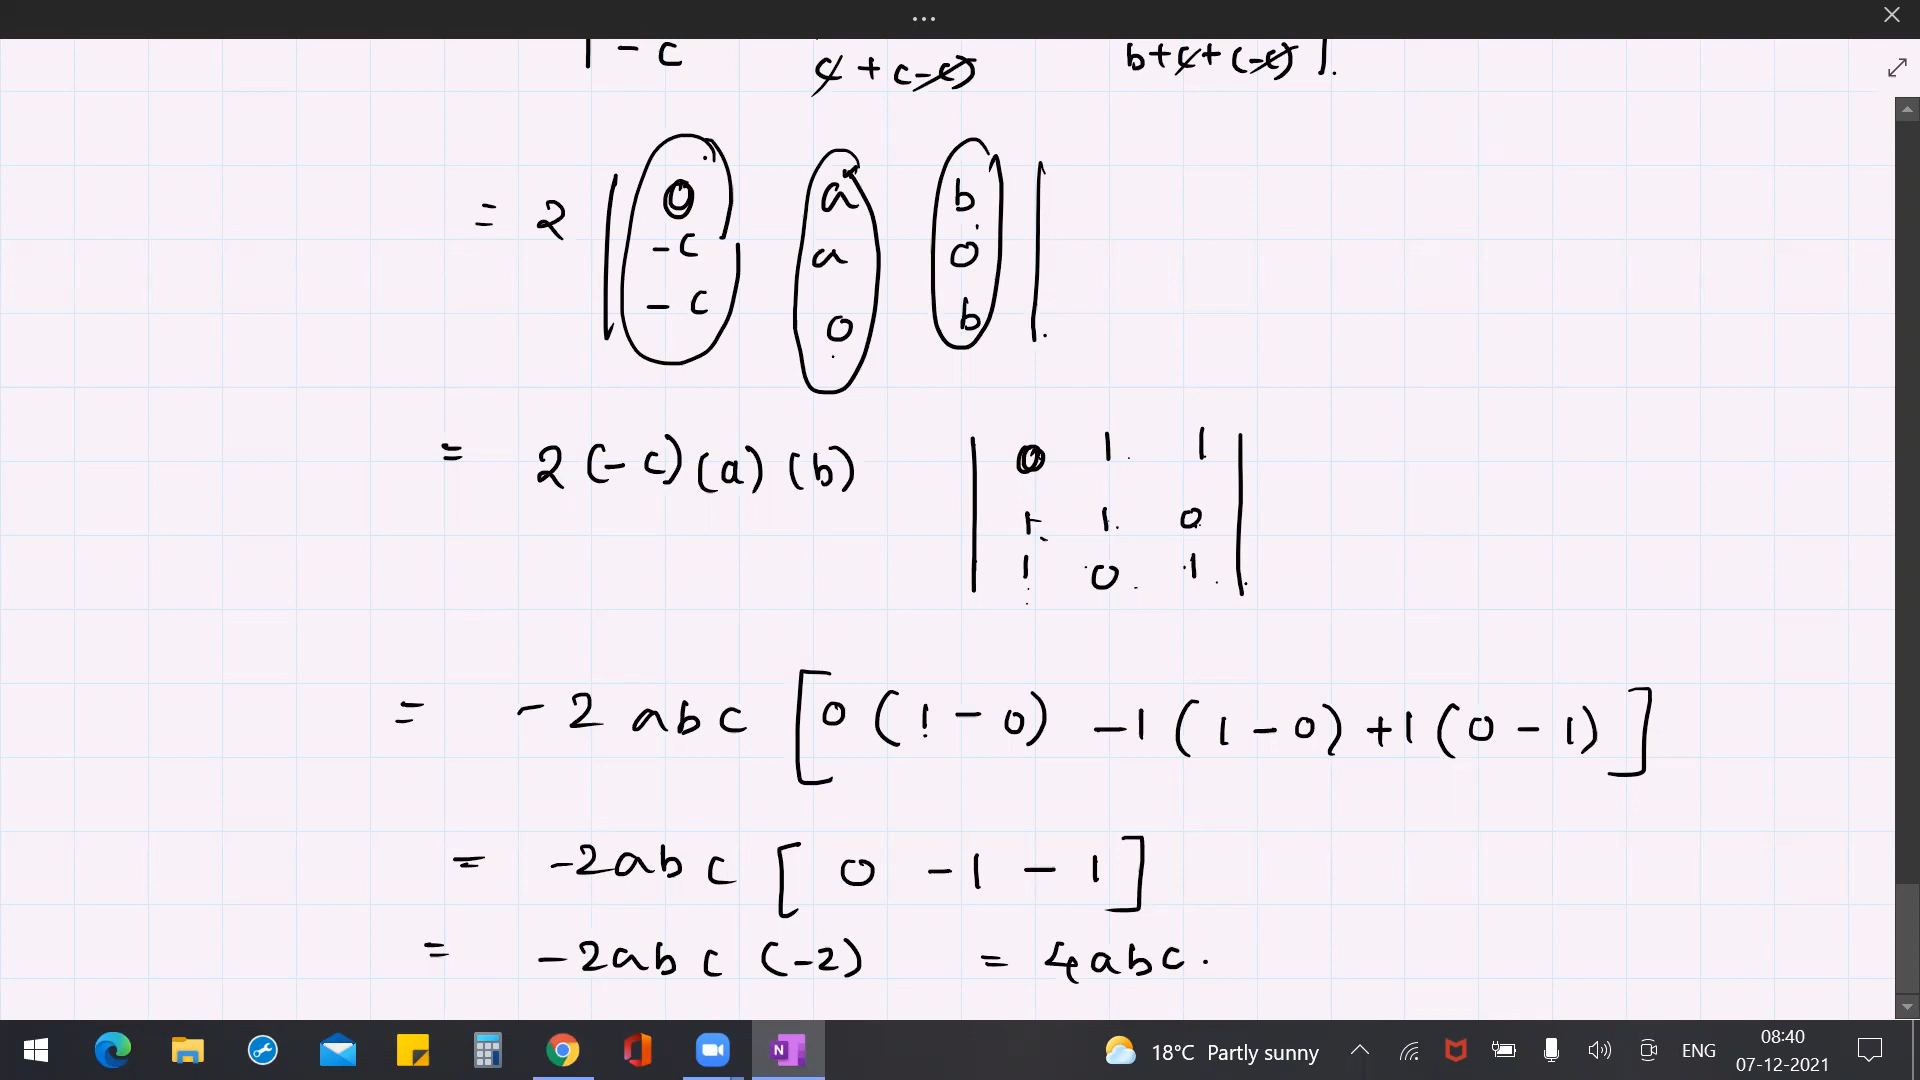 | - c  ¢ + c - c)  b + ¢ + (-c) |.
= 2 | 0 a b |
-c a 0
-c 0 b
= 2 (-c) (a) (b) | 0 1 1 |
1 1 0
1 0 1
= - 2 abc [ 0 (1 - 0) -1 (1 - 0) +1 (0 - 1) ]
= -2abc [ 0 -1 - 1 ]
= -2abc (-2) = 4abc.
18°C Partly sunny
ENG
08:40
07-12-2021